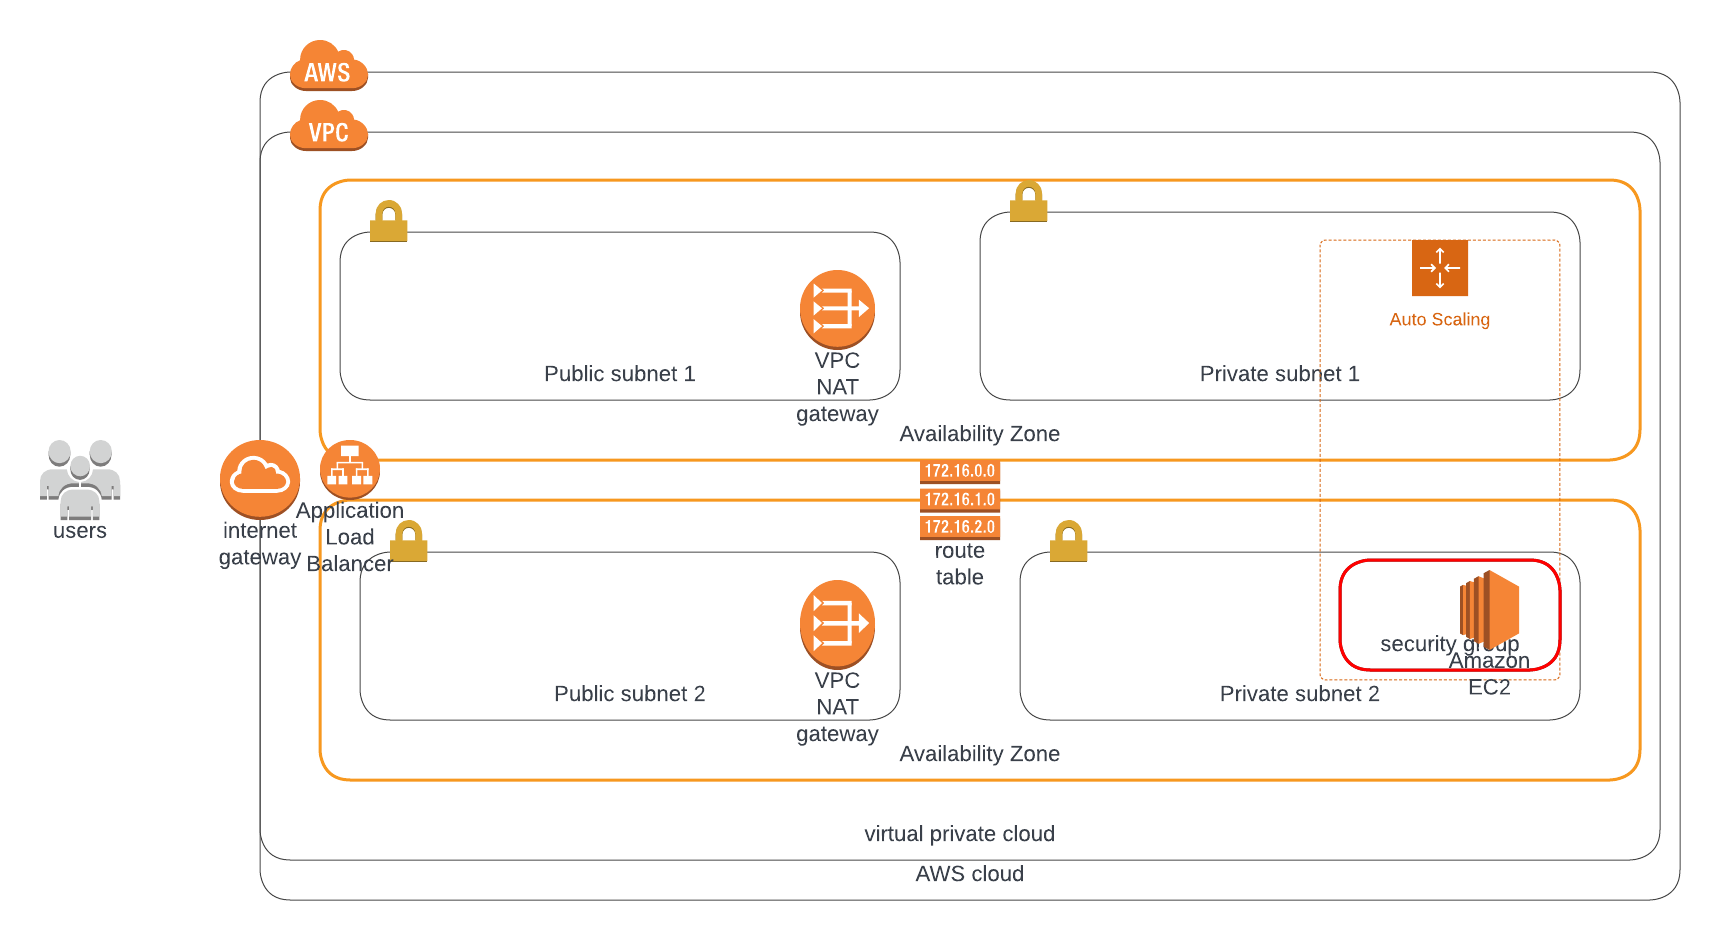 AWS
VPC
Auto Scaling
VPC
NAT
gateway
Public subnet 1
Private subnet 1
Availability Zone
172.16.0.0
172.16.1.0
172.16.2.0
route
table
users
internet
gateway
Application
Load
Balancer
security group
Amazon
EC2
VPC
NAT
gateway
Public subnet 2
Private subnet 2
Availability Zone
virtual private cloud
AWS cloud